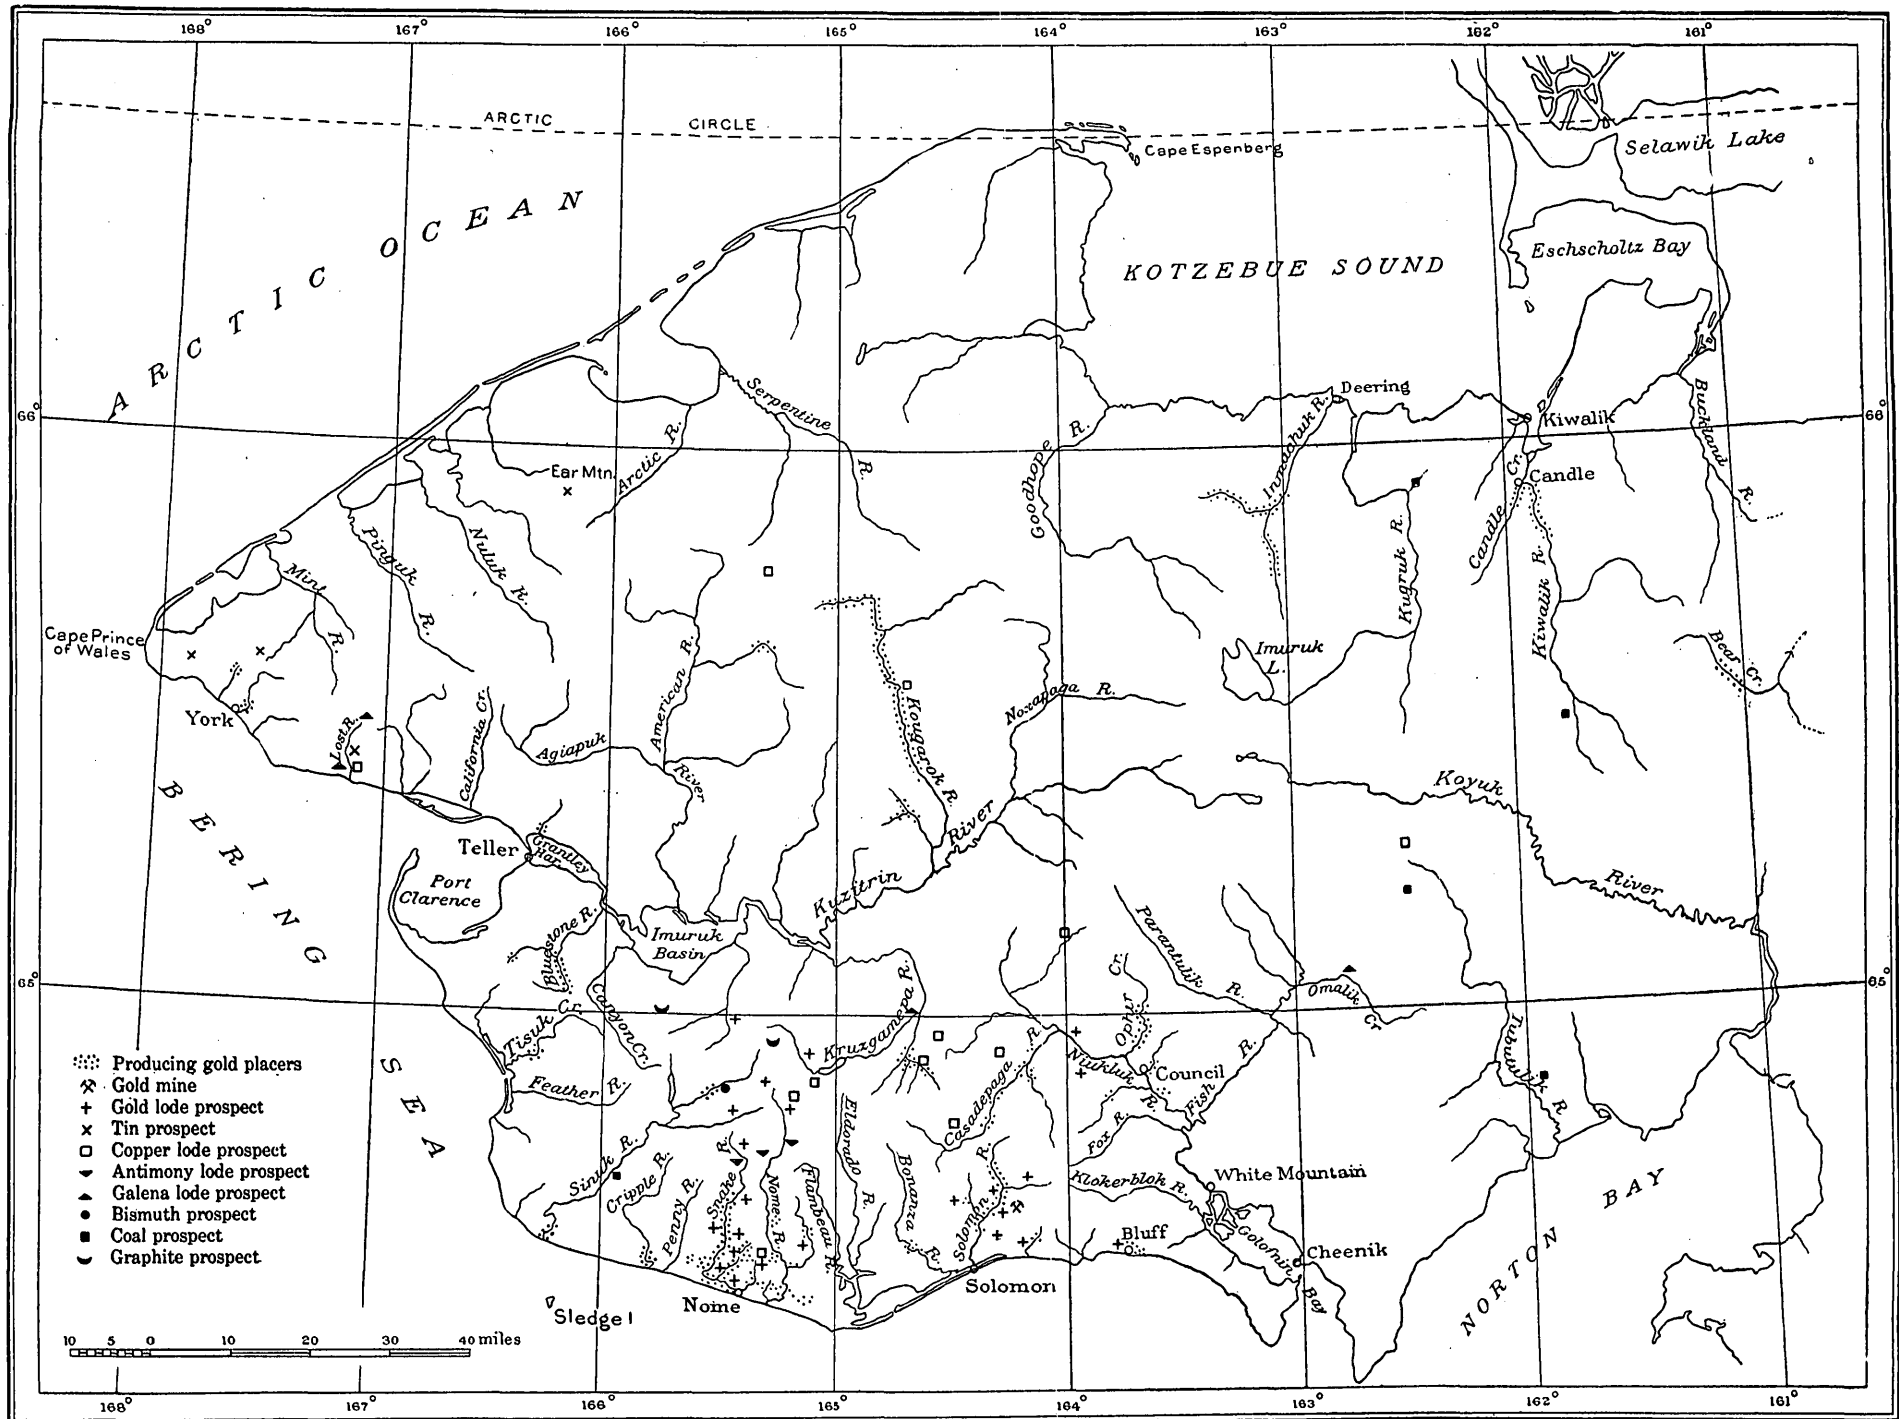 168° 167° 166° 165° 164° 163° 162° 161°
ARCTIC CIRCLE
Cape Espenberg
Selawik Lake
ARCTIC OCEAN
KOTZEBUE SOUND
Eschscholtz Bay
Serpentine R.
Deering
Kiwalik
Buckland R.
66° 66°
Ear Mtn.
Arctic R.
Goodhope R.
Innachuk R.
Candle Cr.
Candle
Pinguk R.
Nuluk R.
Kugruk R.
Kiwalik R.
Mint R.
Cape Prince
of Wales
Imuruk
L.
Bear Cr.
York
Lost R.
California Cr.
Agiapuk River
American R.
Kougarok R.
Noxapaga R.
Koyuk River
BERING SEA
Teller
Grantley
Har.
Port
Clarence
Kuzitrin River
Bluestone R.
Imuruk
Basin
Parantulik R.
65° 65°
Tisuk Cr.
Canyon Cr.
Kruzgamepa R.
Ophir Cr.
Omalik Cr
Tubutulik R
Feather R.
Niukluk R.
Council
Fish R.
Casadepaga R.
Fox R.
Sinuk R.
Cripple R.
Penny R.
Snake R.
Nome R.
Flambeau R.
Eldorado R.
Bonanza R.
Solomon R.
Klokerblok R.
White Mountain
Bluff
Golofnin Bay
Cheenik
NORTON BAY
Nome
Solomon
Sledge I
Producing gold placers
Gold mine
Gold lode prospect
Tin prospect
Copper lode prospect
Antimony lode prospect
Galena lode prospect
Bismuth prospect
Coal prospect
Graphite prospect
10 5 0 10 20 30 40 miles
168° 167° 166° 165° 164° 163° 162° 161°